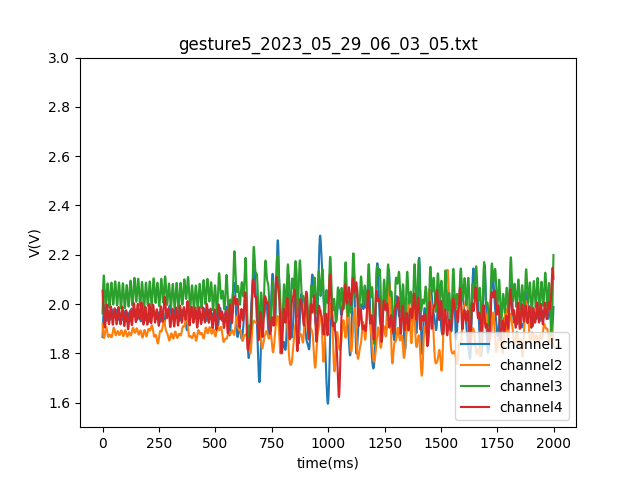 gesture5_2023_05_29_06_03_05.txt
3.0
2.8
2.6
2.4
2.2
2.0
1.8
1.6
V(V)
channel1
channel2
channel3
channel4
0 250 500 750 1000 1250 1500 1750 2000
time(ms)